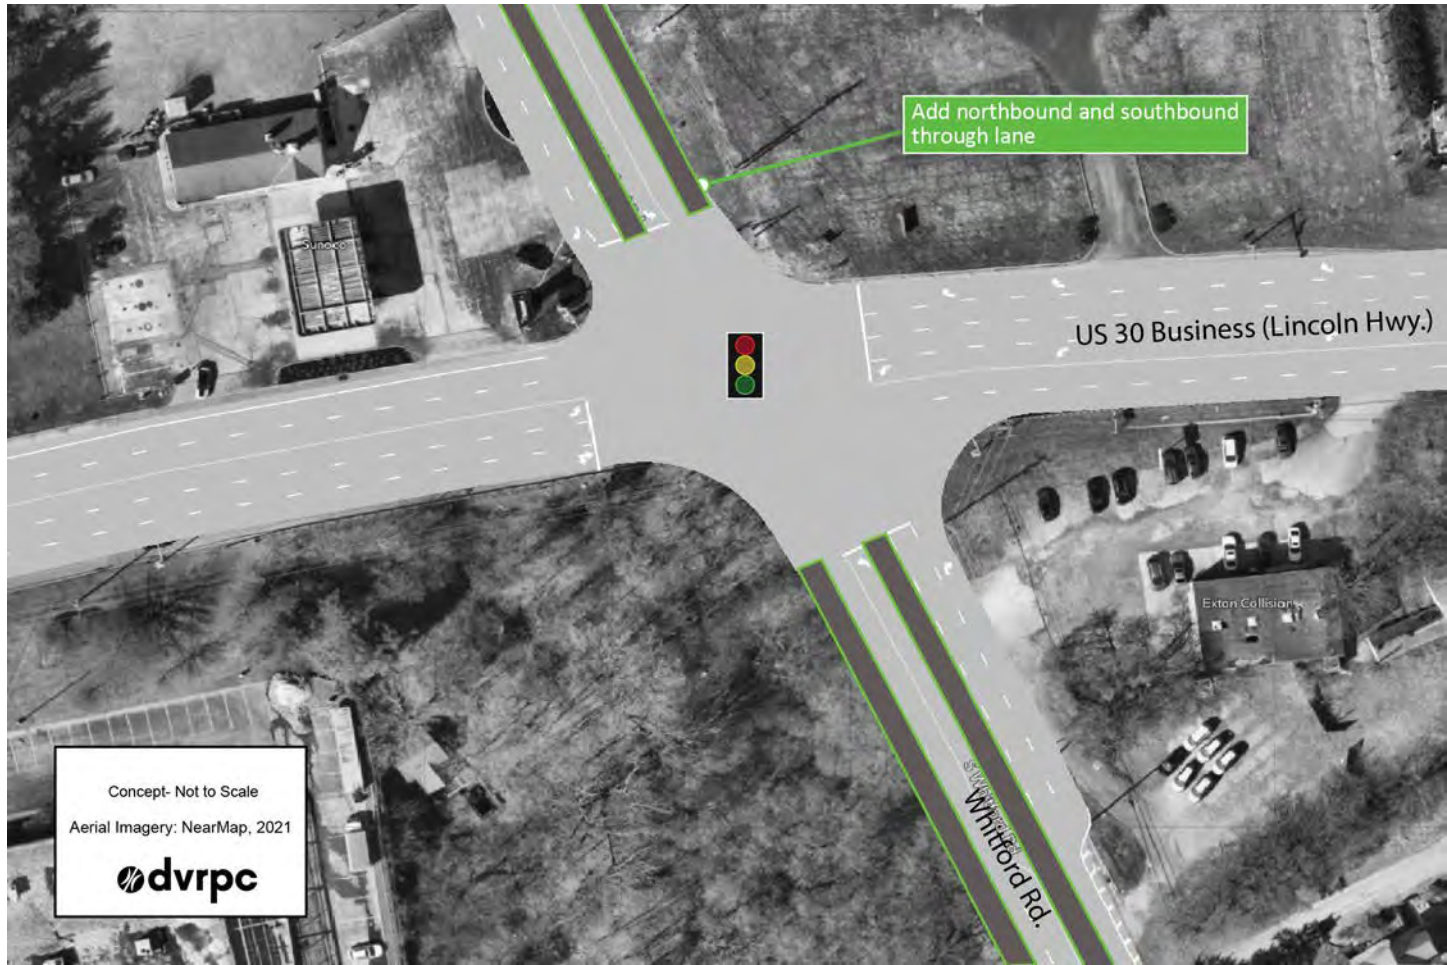 Add northbound and southbound
through lane
Sunoco
US 30 Business (Lincoln Hwy.)
Exton Collision
Whitford Rd.
Concept- Not to Scale
Aerial Imagery: NearMap, 2021
dvrpc